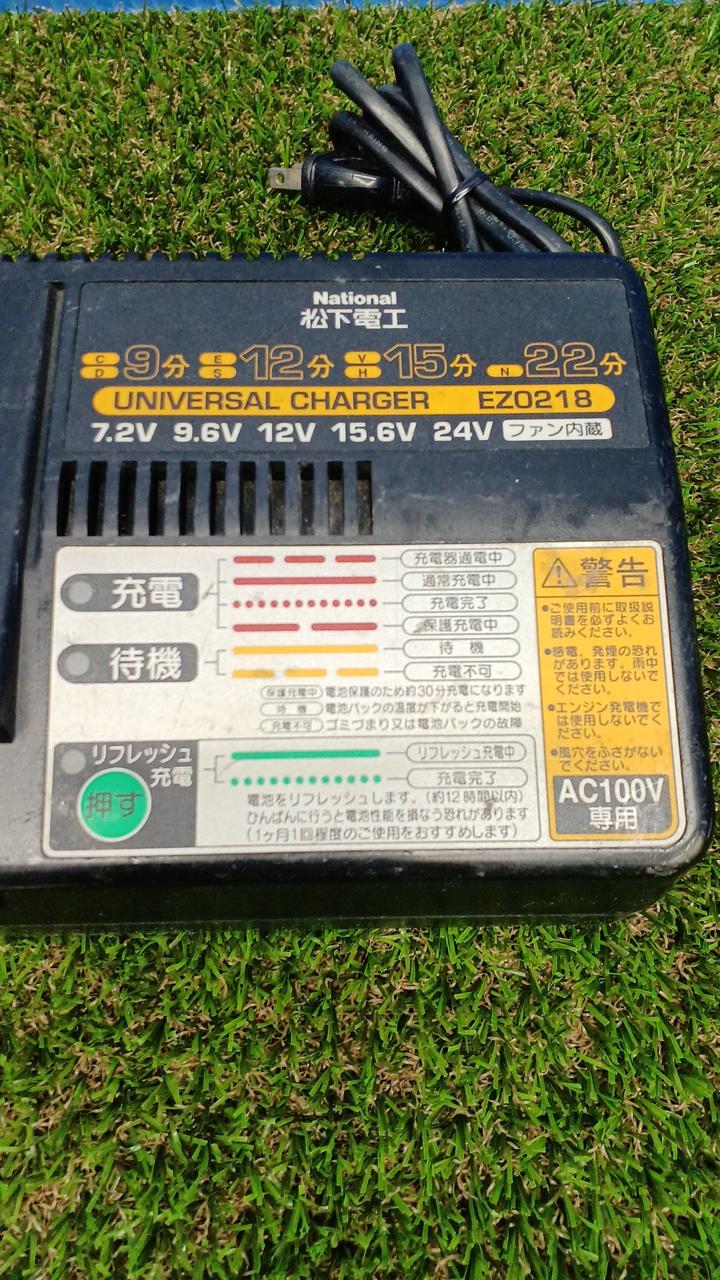 National
松下電工
C D 9分 E S 12分 V H 15分 N 22分
UNIVERSAL CHARGER EZ0218
7.2V 9.6V 12V 15.6V 24V ファン内蔵
充電
充電器通電中
通常充電中
充電完了
保護充電中
待機
待機
充電不可
保護充電中 電池保護のため約30分充電になります
待機 電池パックの温度が下がると充電開始
充電不可 ゴミづまり又は電池パックの故障
リフレッシュ
充電
押す
リフレッシュ充電中
充電完了
電池をリフレッシュします。(約12時間以内)
ひんぱんに行うと電池性能を損なう恐れがあります
(1ヶ月1回程度のご使用をおすすめします)
警告
●ご使用前に取扱説
明書を必ずよくお
読みください。
●感電、発煙の恐れ
があります。雨中
では使用しないで
ください。
●エンジン発電機で
は使用しないでく
ださい。
●風穴をふさがない
でください。
AC100V
専用